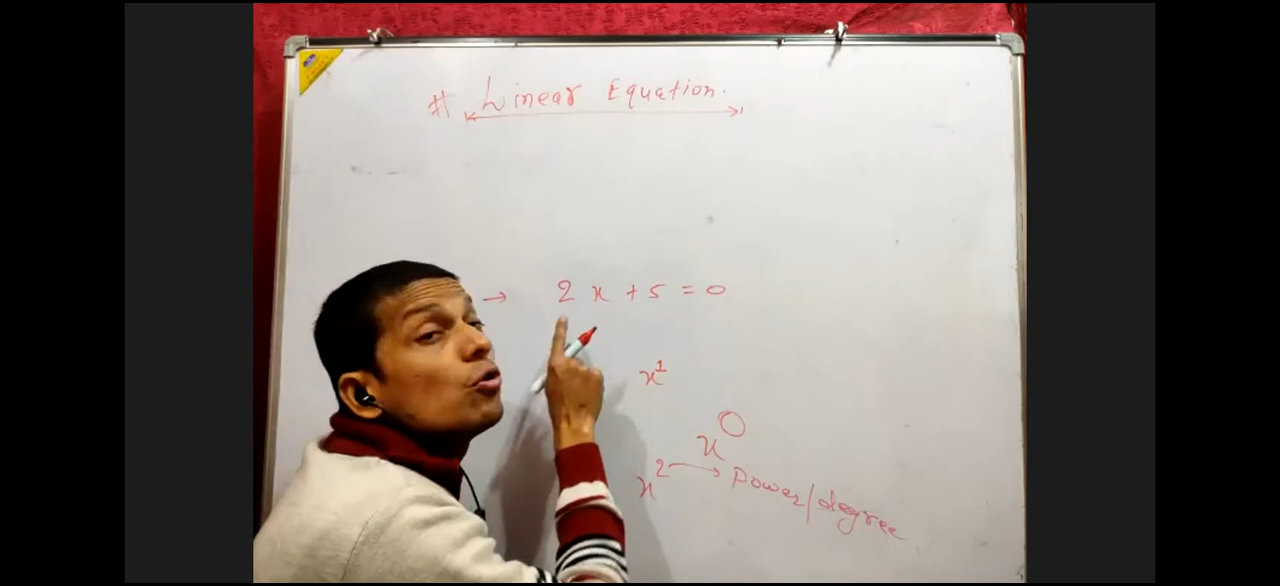 # Linear Equation.
→ 2x + 5 = 0
x¹
x⁰
x² → Power/degree